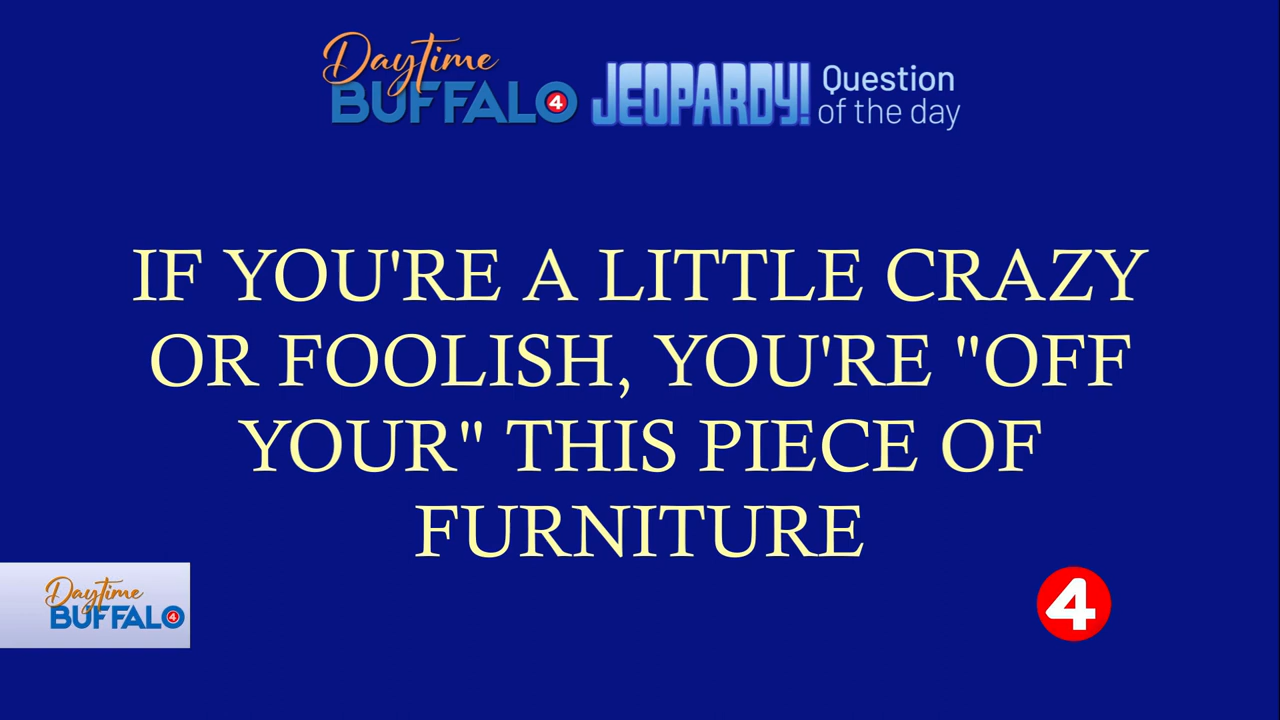 Daytime
BUFFALO 4
JEOPARDY! Question
of the day
IF YOU'RE A LITTLE CRAZY
OR FOOLISH, YOU'RE "OFF
YOUR" THIS PIECE OF
FURNITURE
Daytime
BUFFALO 4
4